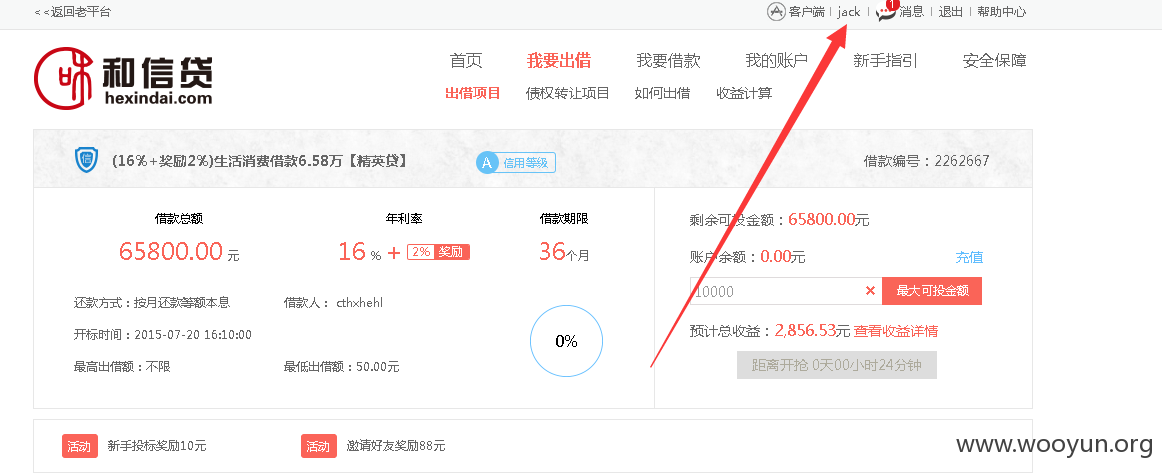 <<返回老平台 客户端 | jack | 1 消息 | 退出 | 帮助中心
和信贷
hexindai.com
首页 我要出借 我要借款 我的账户 新手指引 安全保障
出借项目 债权转让项目 如何出借 收益计算
信 (16%+奖励2%)生活消费借款6.58万【精英贷】 A 信用等级 借款编号：2262667
借款总额 年利率 借款期限
65800.00 元 16 % + 2% 奖励 36个月
还款方式：按月还款等额本息 借款人： cthxhehl
开标时间：2015-07-20 16:10:00
最高出借额：不限 最低出借额：50.00元
0%
剩余可投金额：65800.00元
账户余额：0.00元 充值
10000 × 最大可投金额
预计总收益：2,856.53元 查看收益详情
距离开抢 0天00小时24分钟
活动 新手投标奖励10元 活动 邀请好友奖励88元
www.wooyun.org